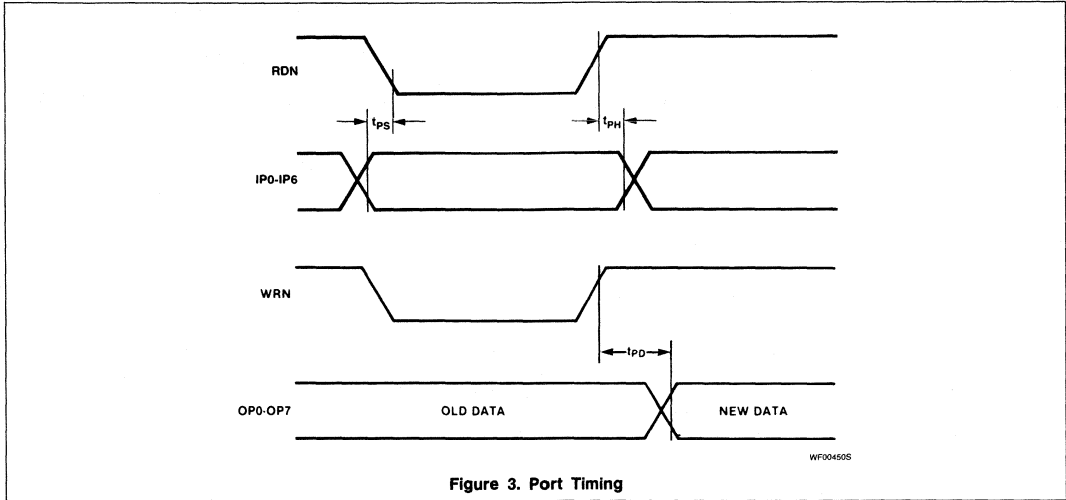 RDN
tPS
tPH
IP0-IP6
WRN
tPD
OP0-OP7
OLD DATA
NEW DATA
WF00450S
Figure 3. Port Timing